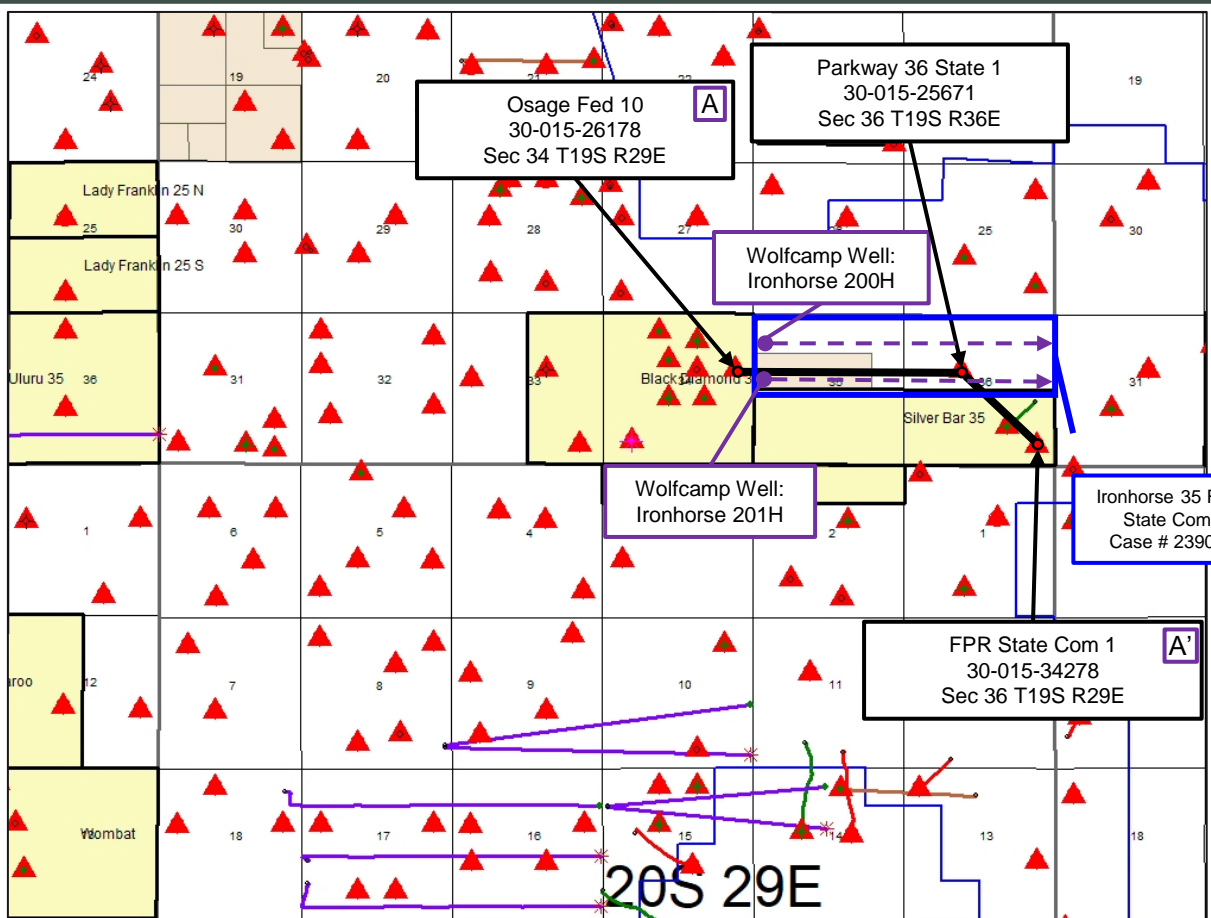 24
19
20
21
22
19
Osage Fed 10
30-015-26178
Sec 34 T19S R29E
A
Parkway 36 State 1
30-015-25671
Sec 36 T19S R36E
Lady Franklin 25 N
25
30
29
28
27
25
30
Lady Franklin 25 S
Wolfcamp Well:
Ironhorse 200H
Uluru 35
36
31
32
33
Black Diamond 3
35
36
31
Silver Bar 35
Wolfcamp Well:
Ironhorse 201H
Ironhorse 35 F
State Com
Case # 2390
1
6
5
4
2
1
FPR State Com 1
30-015-34278
Sec 36 T19S R29E
A'
aroo
12
7
8
9
10
11
Wombat
18
17
16
15
14
13
18
20S 29E